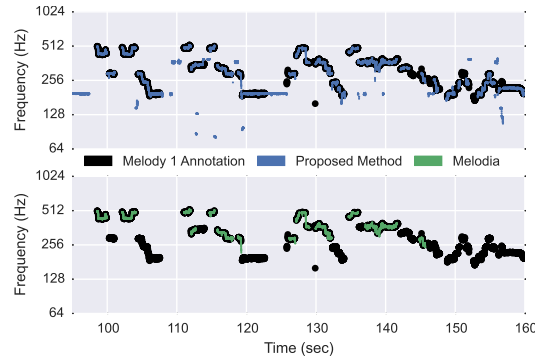 1024
512
256
128
64
Frequency (Hz)
Melody 1 Annotation Proposed Method Melodia
1024
512
256
128
64
Frequency (Hz)
100 110 120 130 140 150 160
Time (sec)